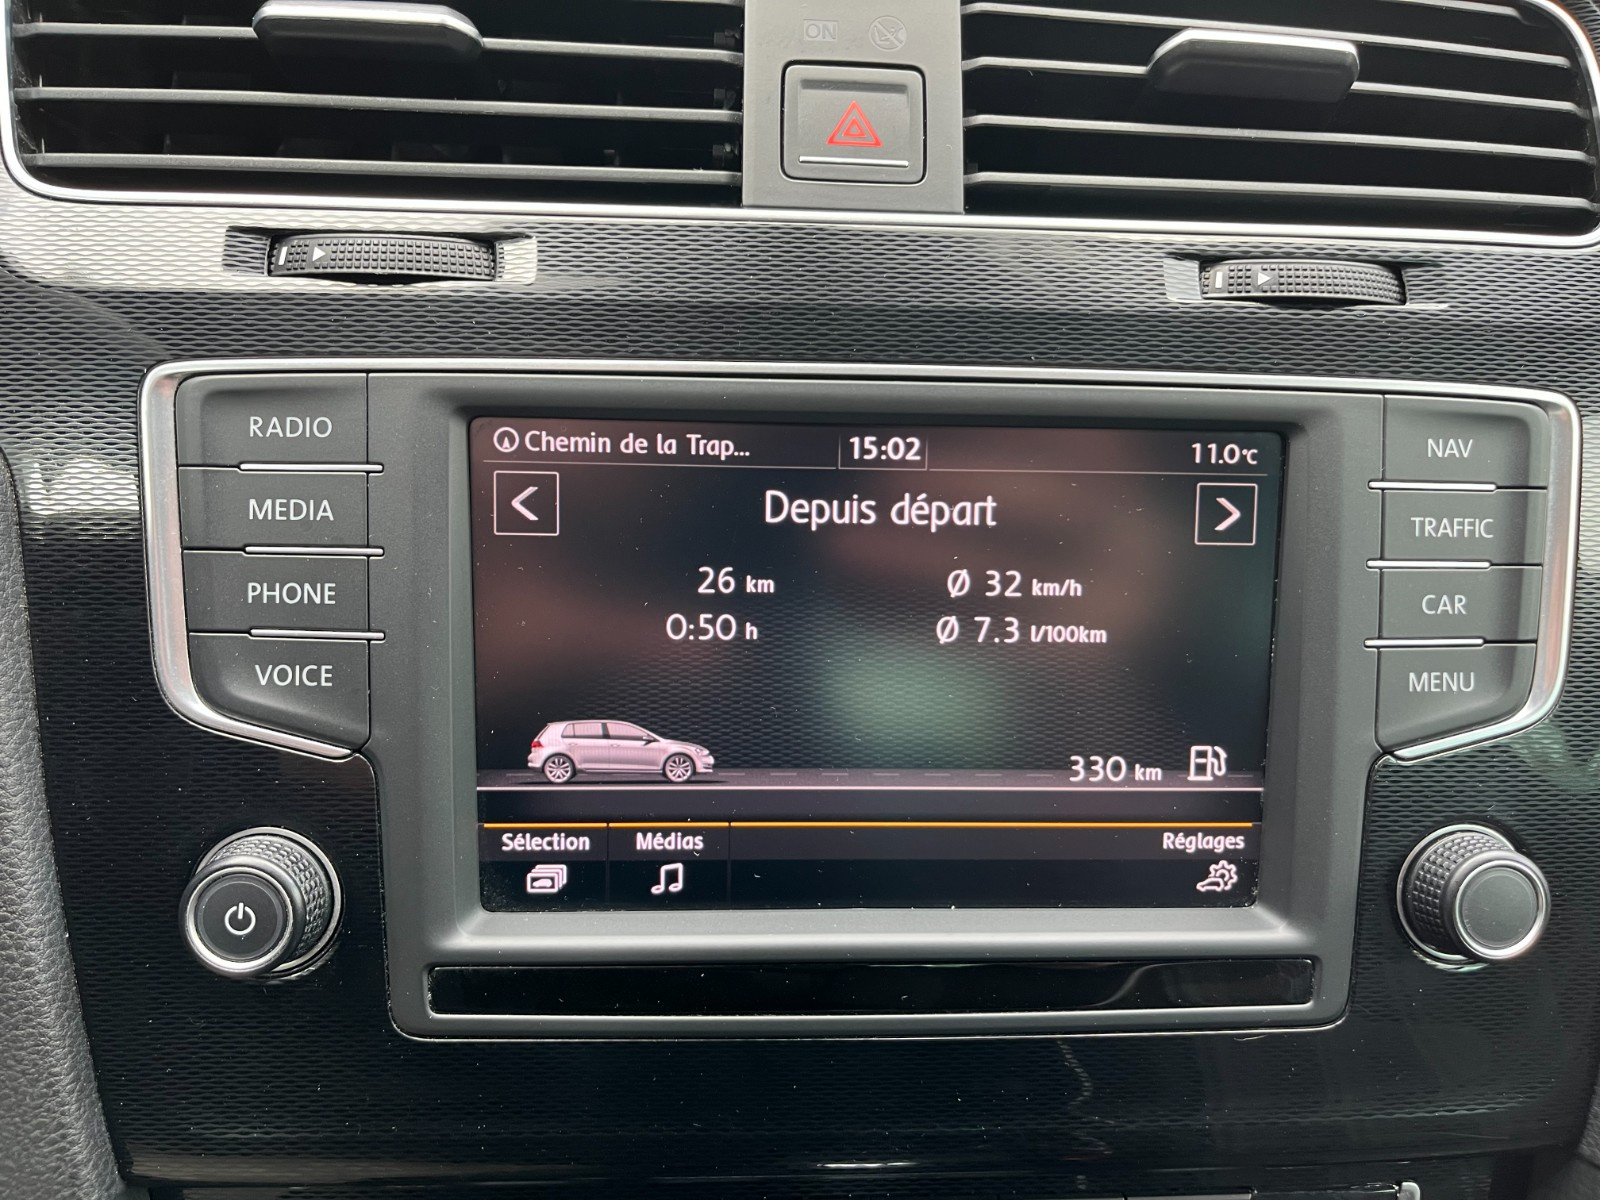 ON
RADIO
MEDIA
PHONE
VOICE
Chemin de la Trap... 15:02 11.0°C
< Depuis départ >
26 km Ø 32 km/h
0:50 h Ø 7.3 l/100km
330 km
Sélection Médias Réglages
NAV
TRAFFIC
CAR
MENU